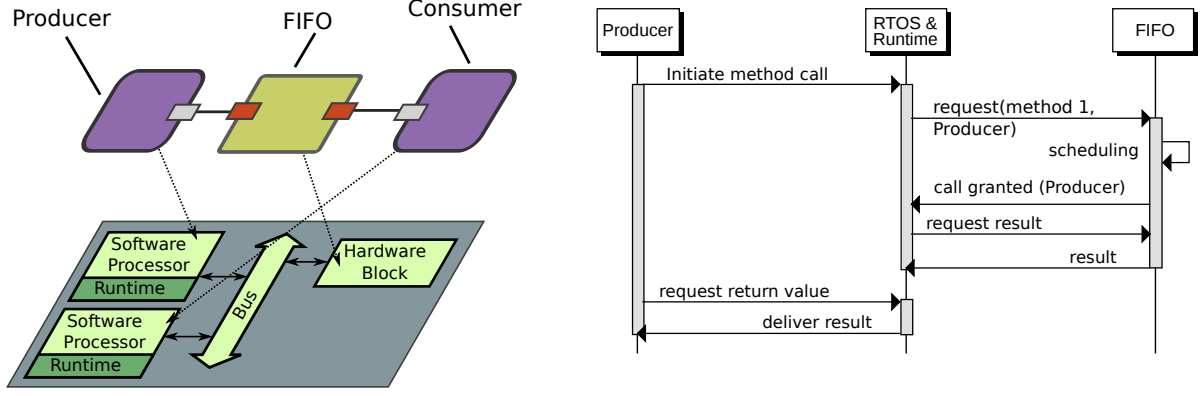 Producer
FIFO
Consumer
Software
Processor
Runtime
Software
Processor
Runtime
Bus
Hardware
Block
Producer
RTOS &
Runtime
FIFO
Initiate method call
request(method 1,
Producer)
scheduling
call granted (Producer)
request result
result
request return value
deliver result